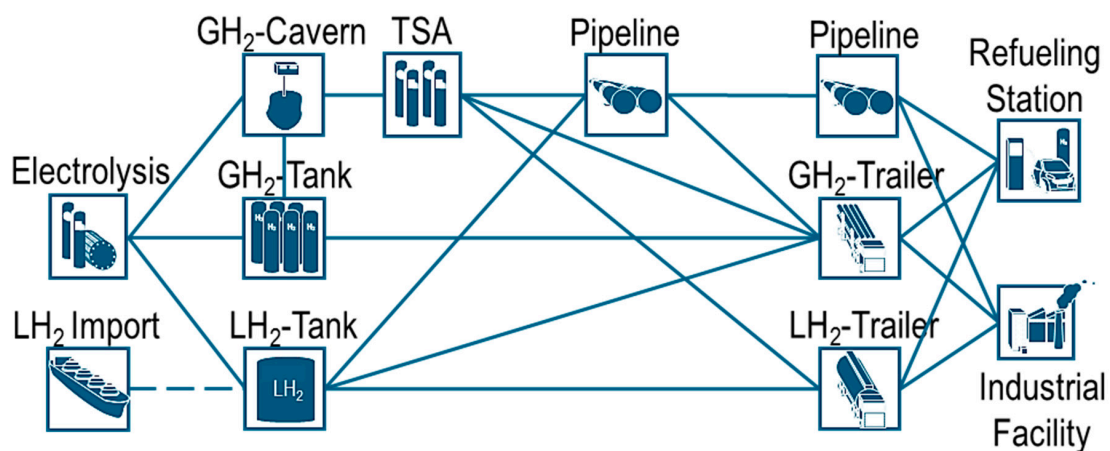 GH₂-Cavern
TSA
Pipeline
Pipeline
Refueling
Station
Electrolysis
GH₂-Tank
GH₂-Trailer
LH₂ Import
LH₂-Tank
LH₂
LH₂-Trailer
Industrial
Facility